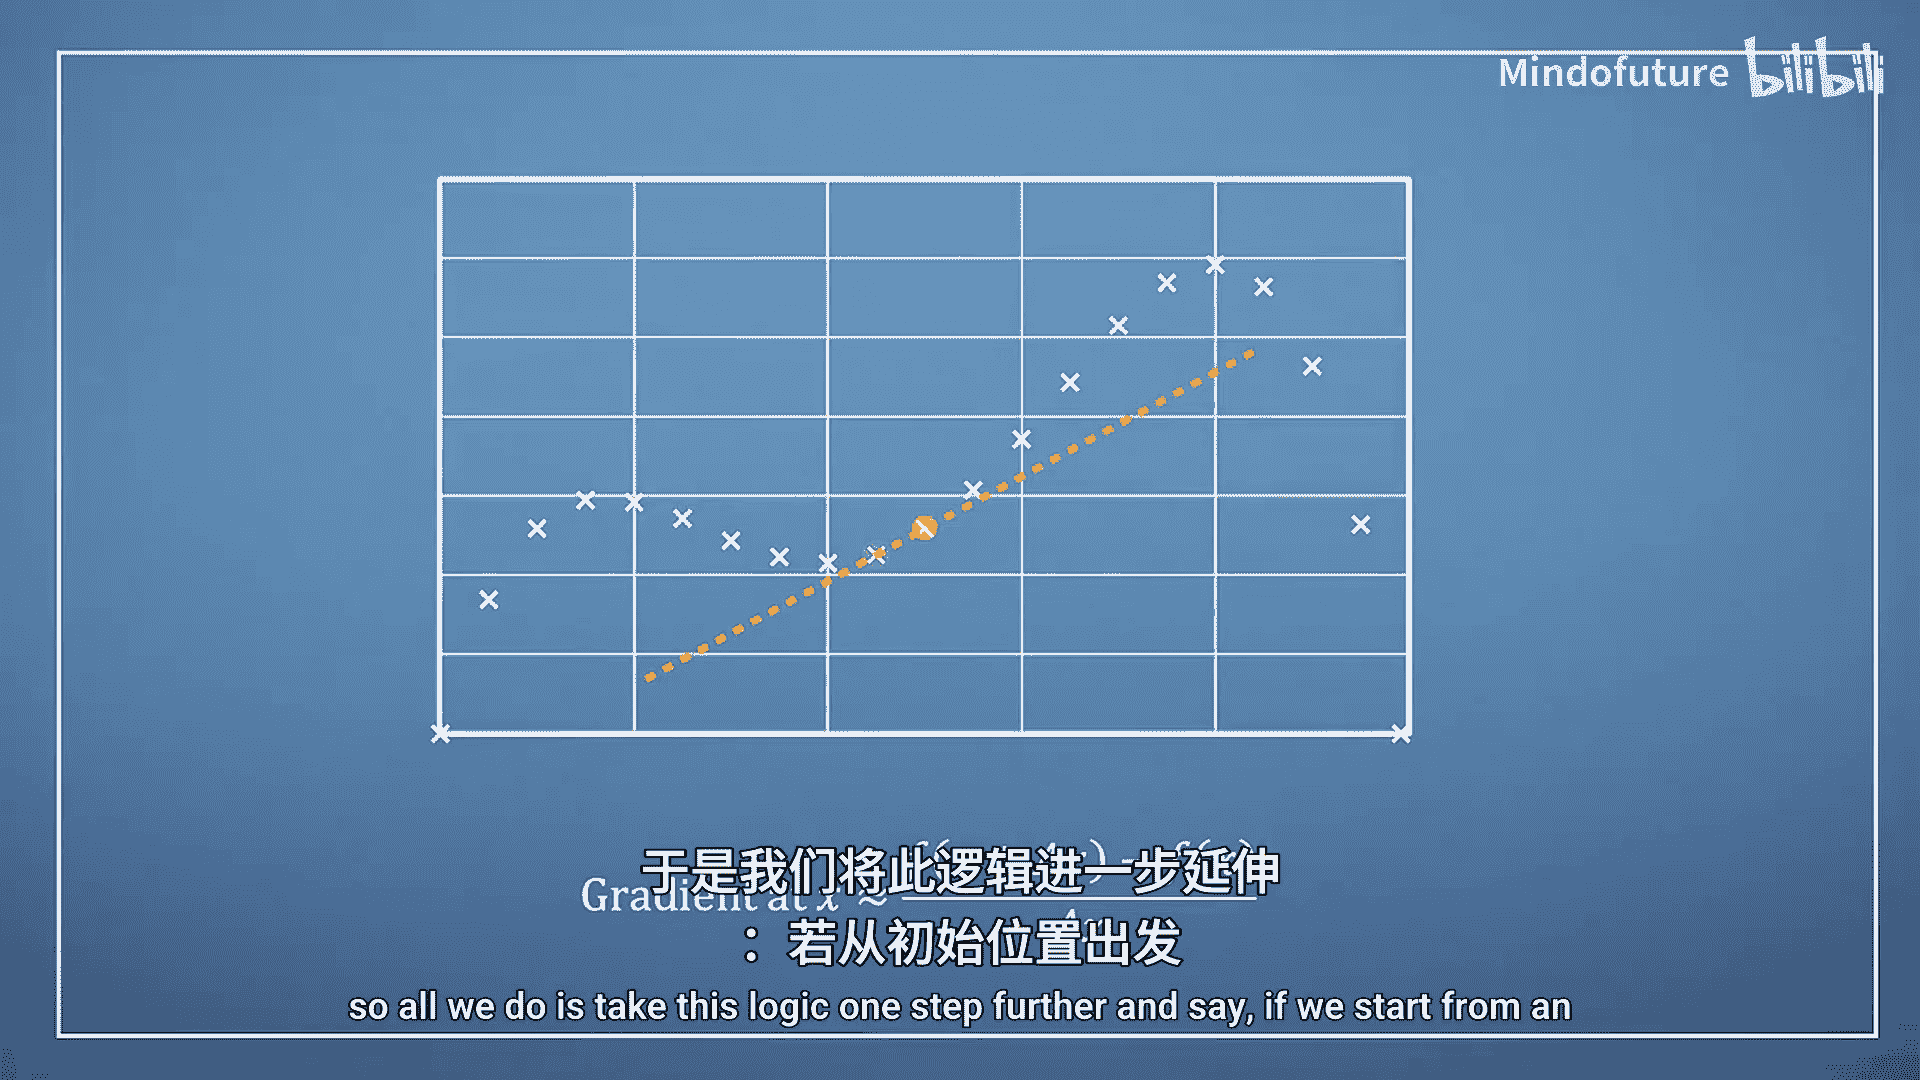 Mindofuture bilibili
Gradient at x ≈
于是我们将此逻辑进一步延伸
：若从初始位置出发
so all we do is take this logic one step further and say, if we start from an